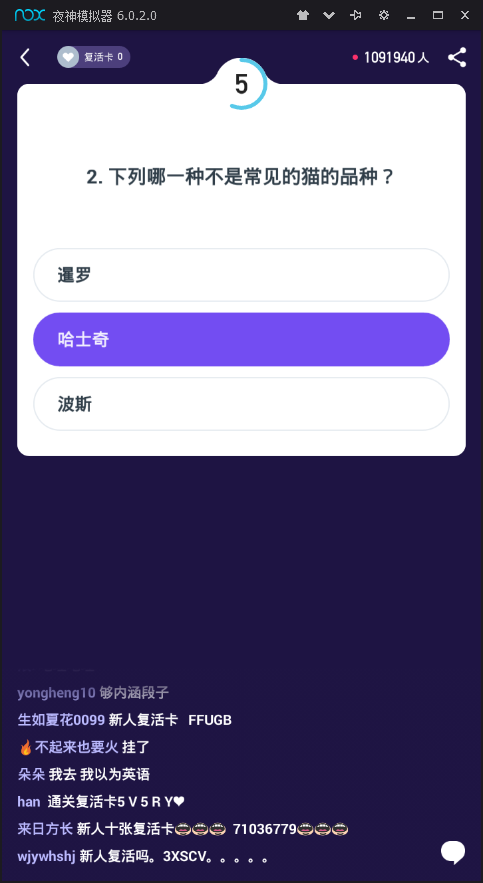 nox 夜神模拟器 6.0.2.0
复活卡 0
1091940 人
5
2. 下列哪一种不是常见的猫的品种？
暹罗
哈士奇
波斯
yongheng10 够内涵段子
生如夏花0099 新人复活卡 FFUGB
🔥不起来也要火 挂了
朵朵 我去 我以为英语
han 通关复活卡5 V 5 R Y❤
来日方长 新人十张复活卡 71036779
wjywhshj 新人复活吗。3XSCV。。。。。